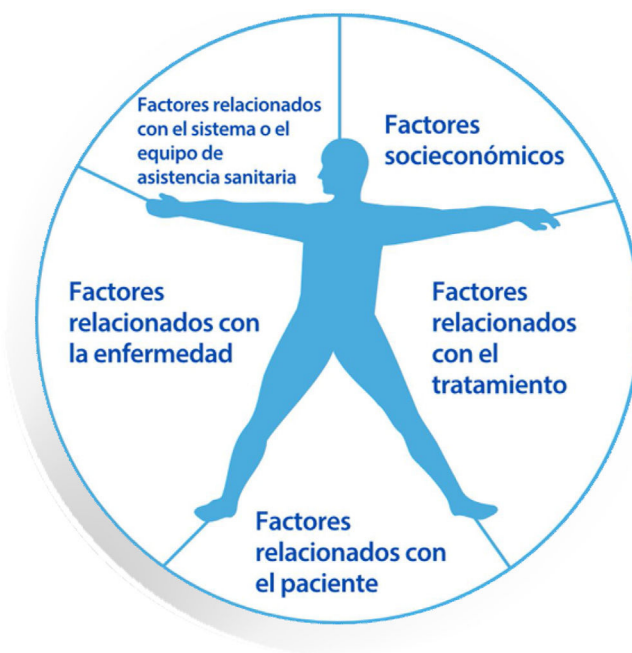 Factores relacionados
con el sistema o el
equipo de
asistencia sanitaria
Factores
socieconómicos
Factores
relacionados con
la enfermedad
Factores
relacionados
con el
tratamiento
Factores
relacionados con
el paciente